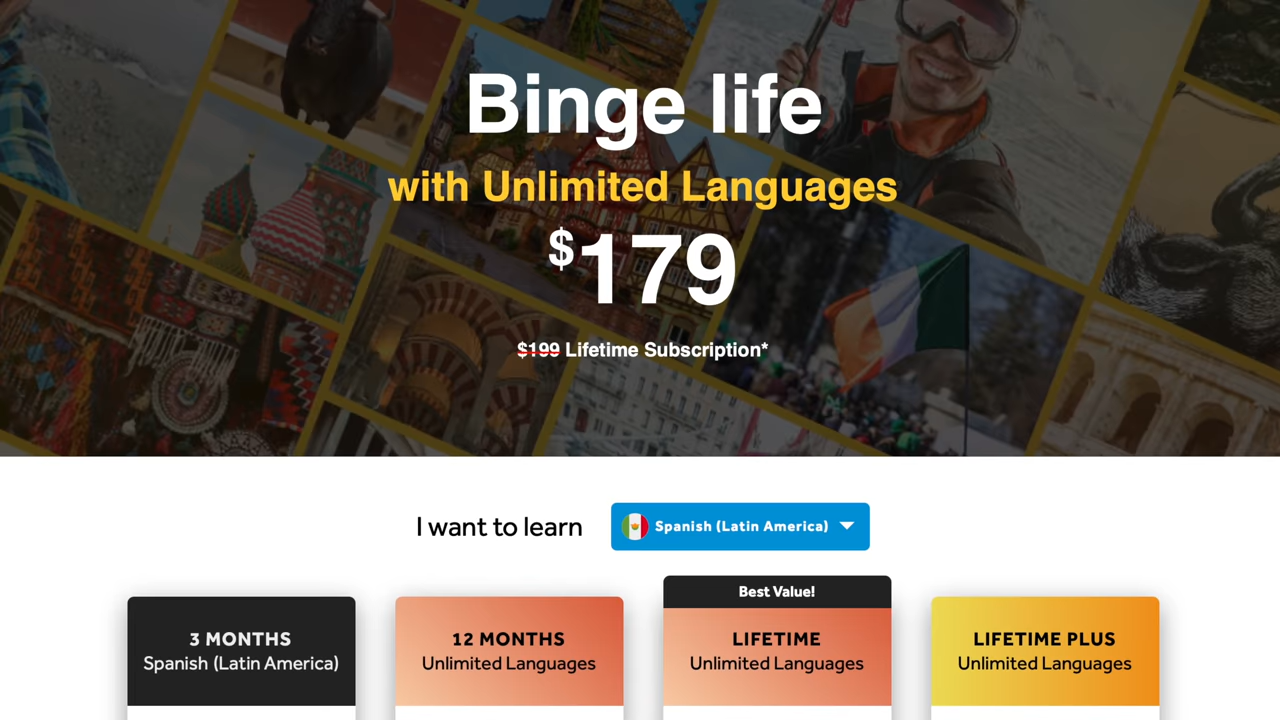 Binge life
with Unlimited Languages
$179
$199 Lifetime Subscription*
I want to learn
Spanish (Latin America)
Best Value!
3 MONTHS
Spanish (Latin America)
12 MONTHS
Unlimited Languages
LIFETIME
Unlimited Languages
LIFETIME PLUS
Unlimited Languages